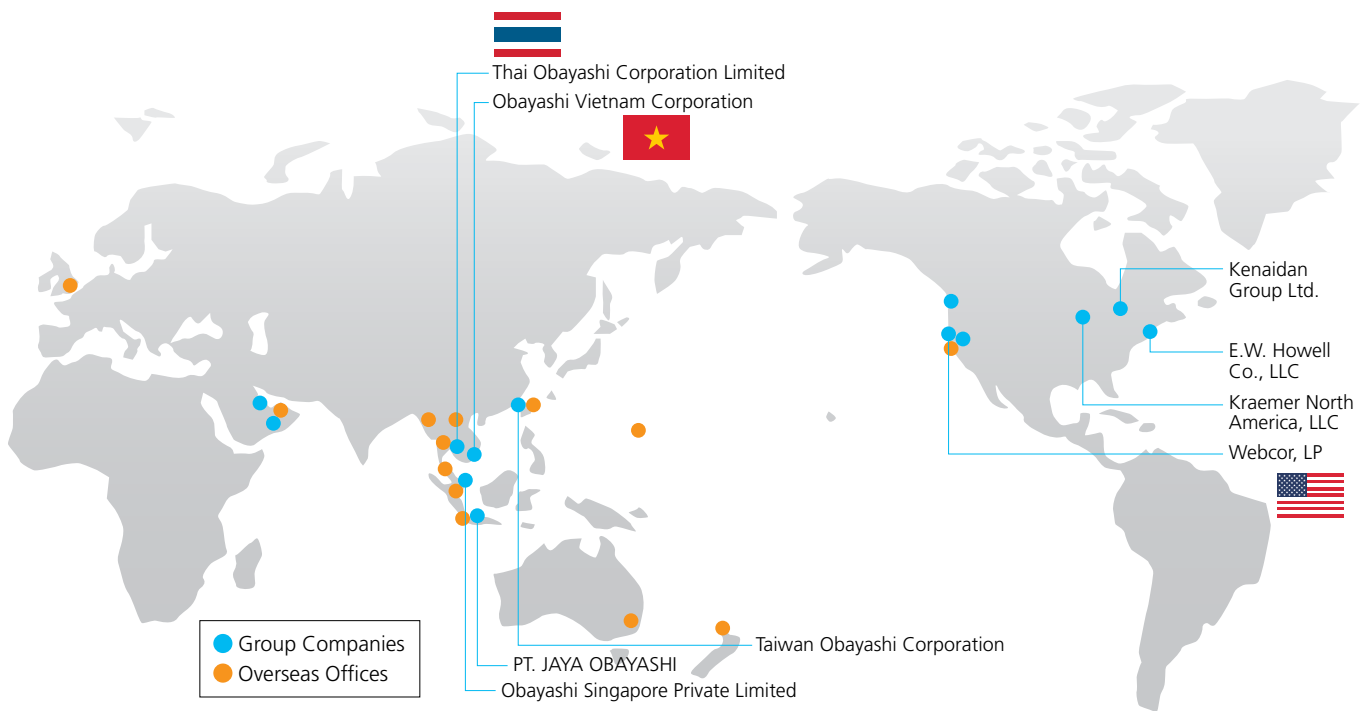 Thai Obayashi Corporation Limited
Obayashi Vietnam Corporation
Kenaidan
Group Ltd.
E.W. Howell
Co., LLC
Kraemer North
America, LLC
Webcor, LP
Group Companies
Overseas Offices
Taiwan Obayashi Corporation
PT. JAYA OBAYASHI
Obayashi Singapore Private Limited